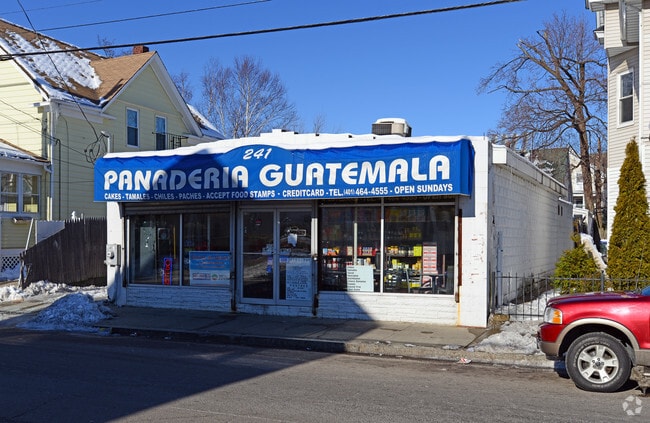 241
PANADERIA GUATEMALA
CAKES- TAMALES -CHILES- PACHES- ACCEPT FOOD STAMPS - CREDITCARD -TEL.(401) 464-4555 - OPEN SUNDAYS